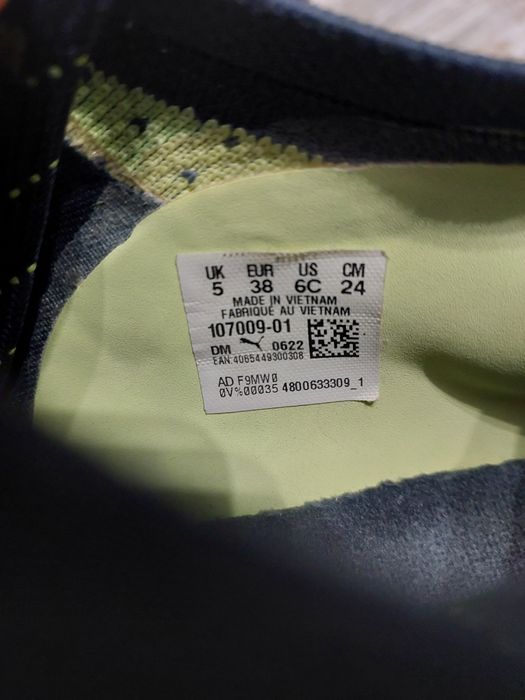 UK EUR US CM
5 38 6C 24
MADE IN VIETNAM
FABRIQUÉ AU VIETNAM
107009-01
DM 0622
EAN:4065449300308
AD F9MW0
0V%00035 4800633309_1